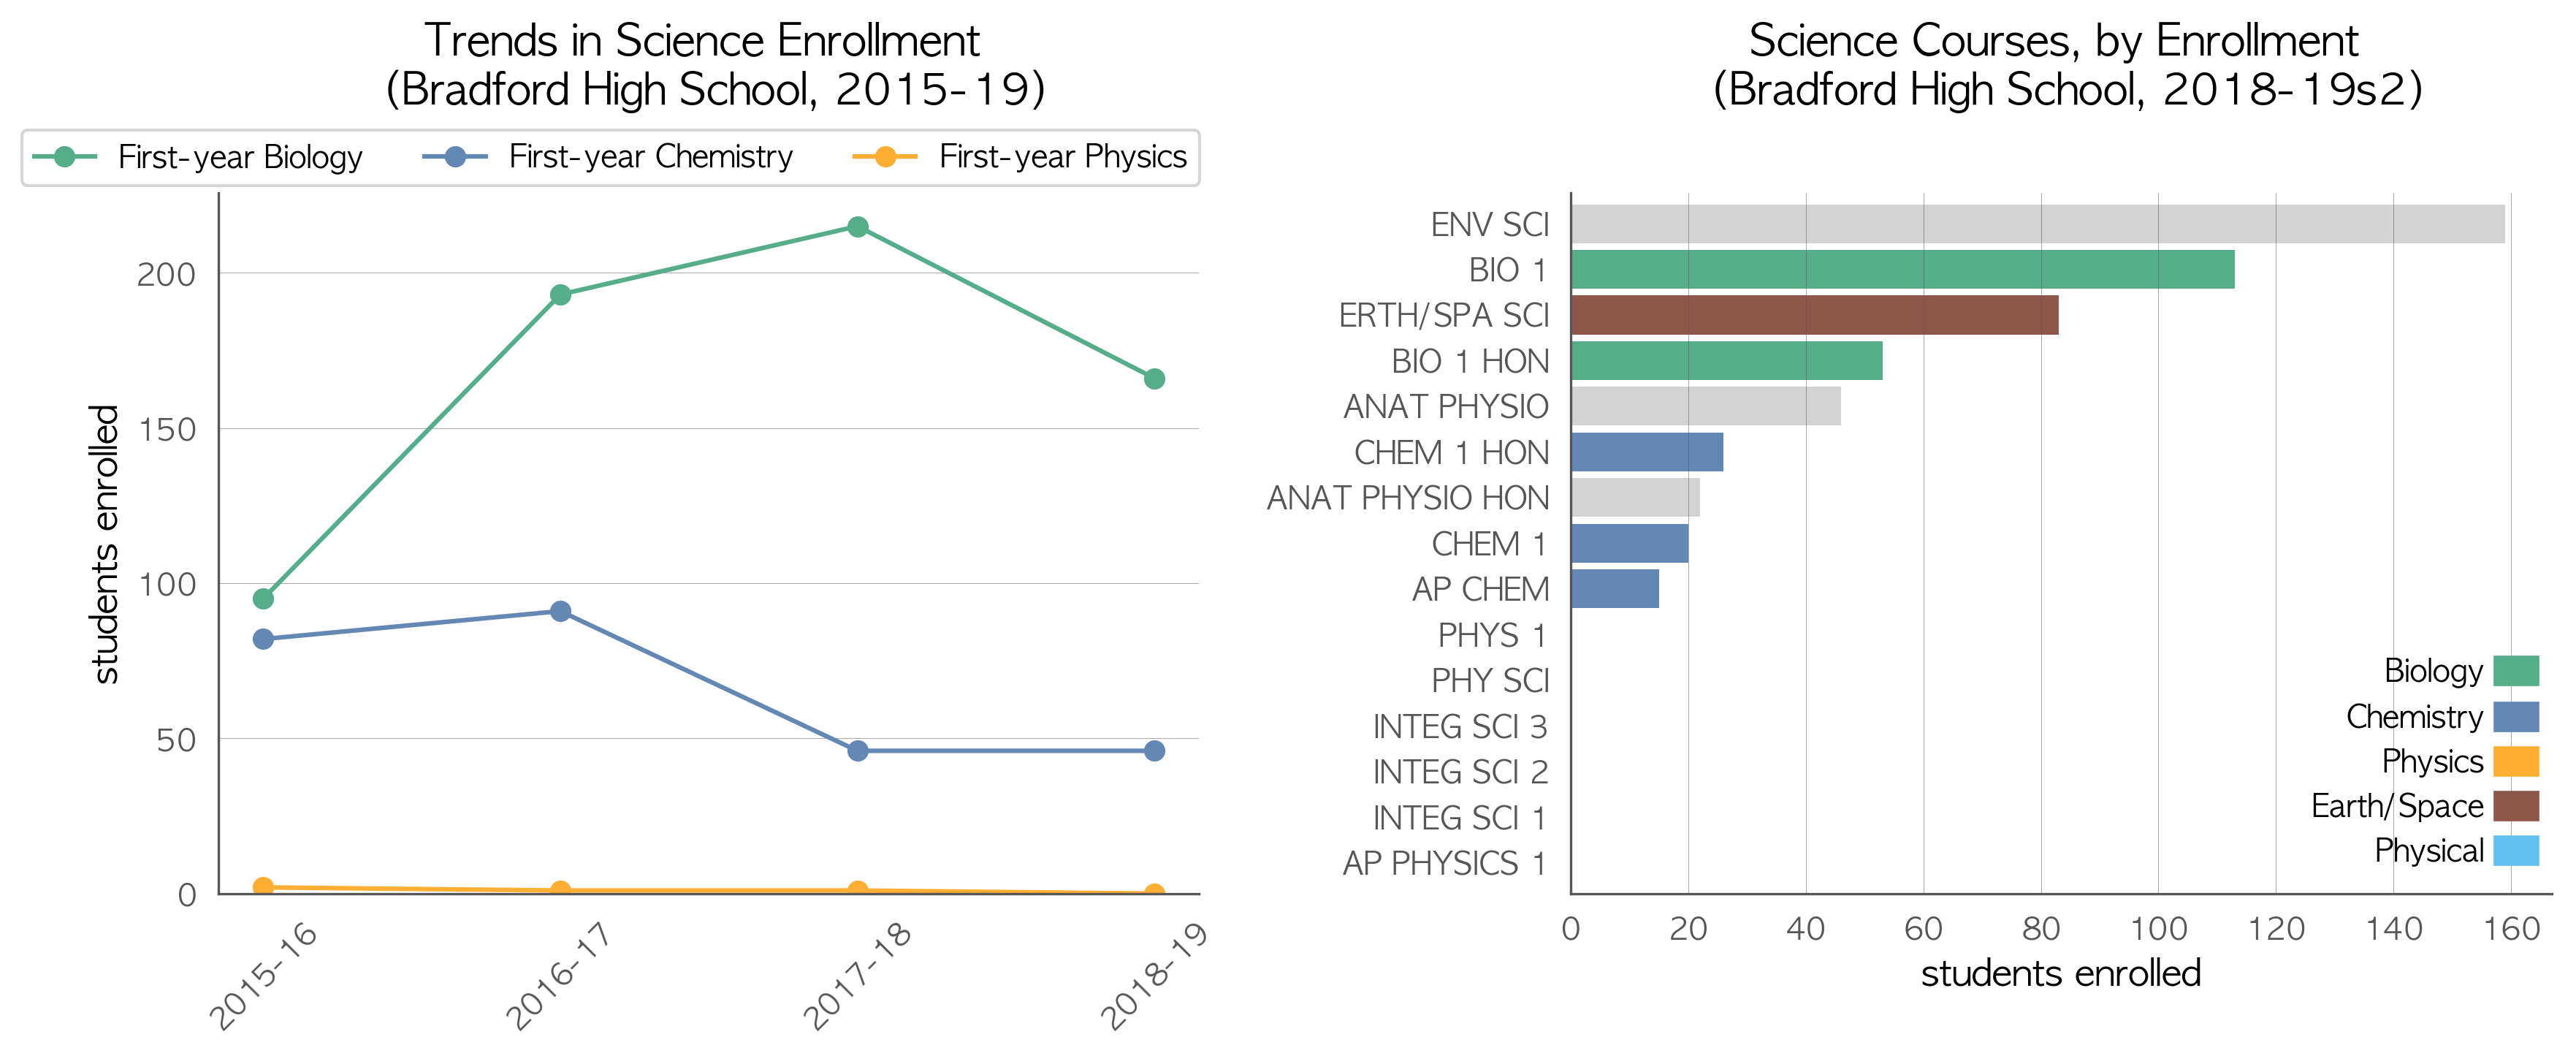 Trends in Science Enrollment
(Bradford High School, 2015-19)
First-year Biology
First-year Chemistry
First-year Physics
students enrolled
200
150
100
50
0
2015-16
2016-17
2017-18
2018-19
Science Courses, by Enrollment
(Bradford High School, 2018-19s2)
ENV SCI
BIO 1
ERTH/SPA SCI
BIO 1 HON
ANAT PHYSIO
CHEM 1 HON
ANAT PHYSIO HON
CHEM 1
AP CHEM
PHYS 1
PHY SCI
INTEG SCI 3
INTEG SCI 2
INTEG SCI 1
AP PHYSICS 1
Biology
Chemistry
Physics
Earth/Space
Physical
0 20 40 60 80 100 120 140 160
students enrolled